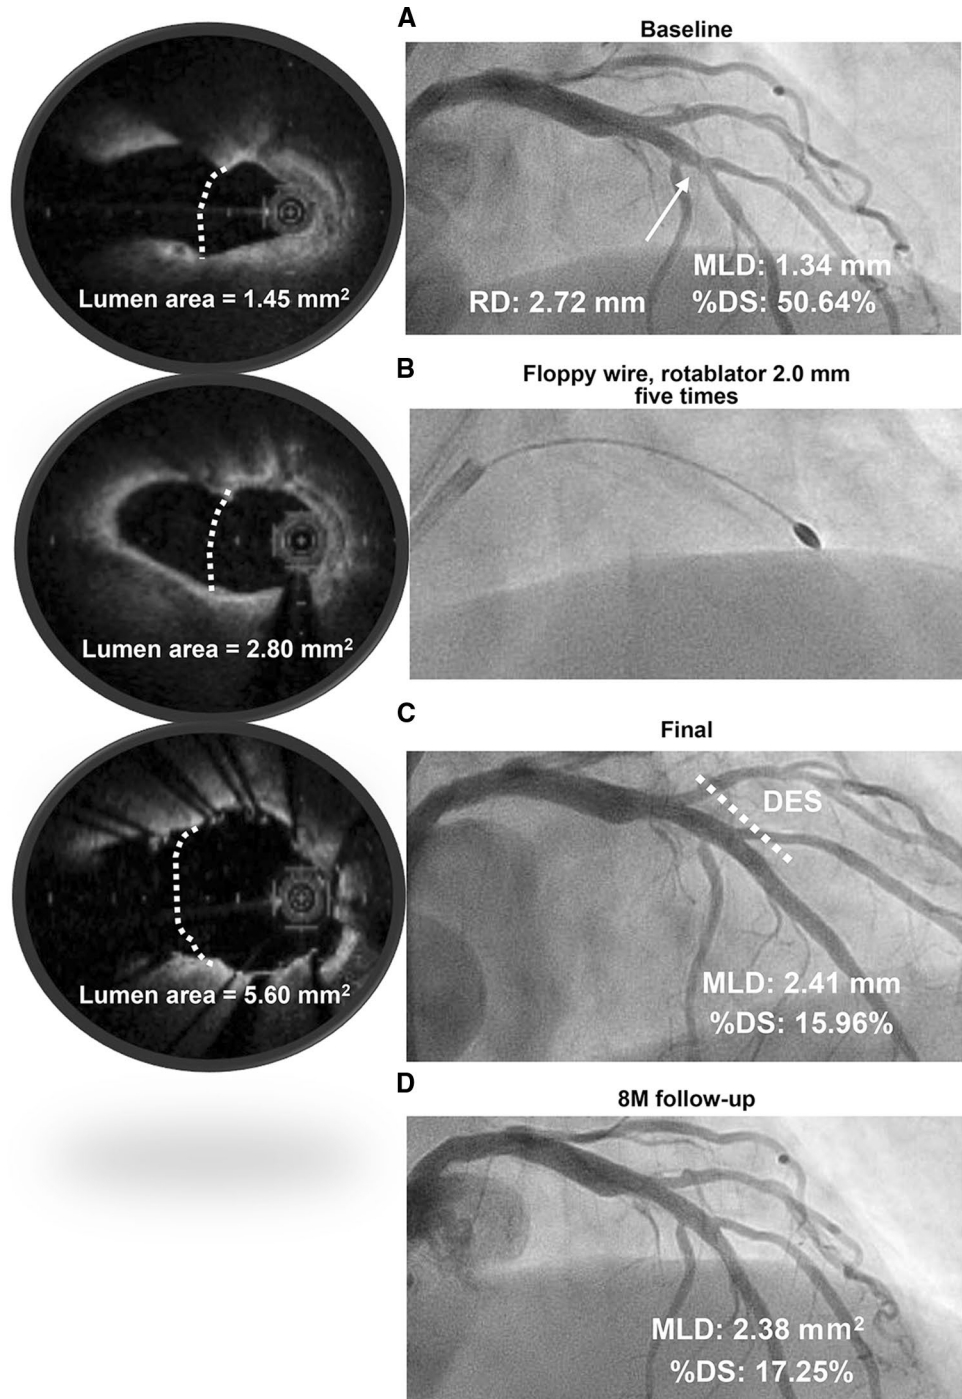 A
Baseline
Lumen area = 1.45 mm²
MLD: 1.34 mm
RD: 2.72 mm
%DS: 50.64%
B
Floppy wire, rotablator 2.0 mm
five times
Lumen area = 2.80 mm²
C
Final
DES
Lumen area = 5.60 mm²
MLD: 2.41 mm
%DS: 15.96%
D
8M follow-up
MLD: 2.38 mm²
%DS: 17.25%